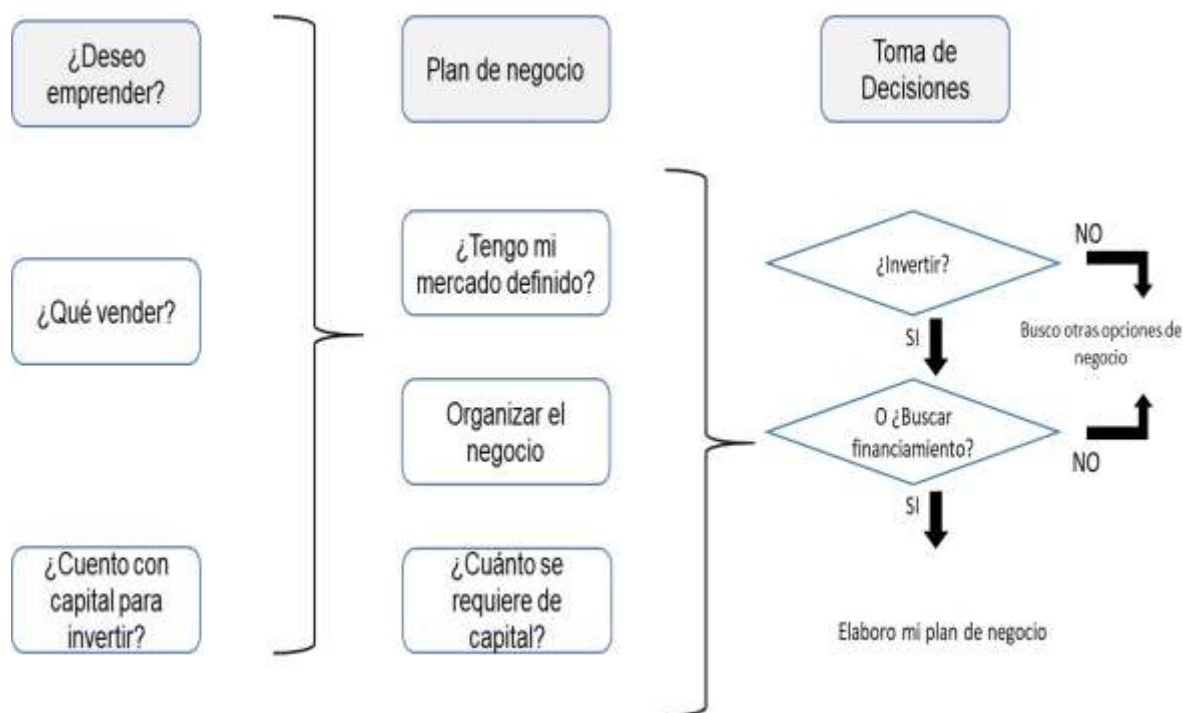 ¿Deseo
emprender?
¿Qué vender?
¿Cuento con
capital para
invertir?
Plan de negocio
¿Tengo mi
mercado definido?
Organizar el
negocio
¿Cuánto se
requiere de
capital?
Toma de
Decisiones
¿Invertir?
NO
SI
Busco otras opciones de
negocio
O ¿Buscar
financiamiento?
NO
SI
Elaboro mi plan de negocio